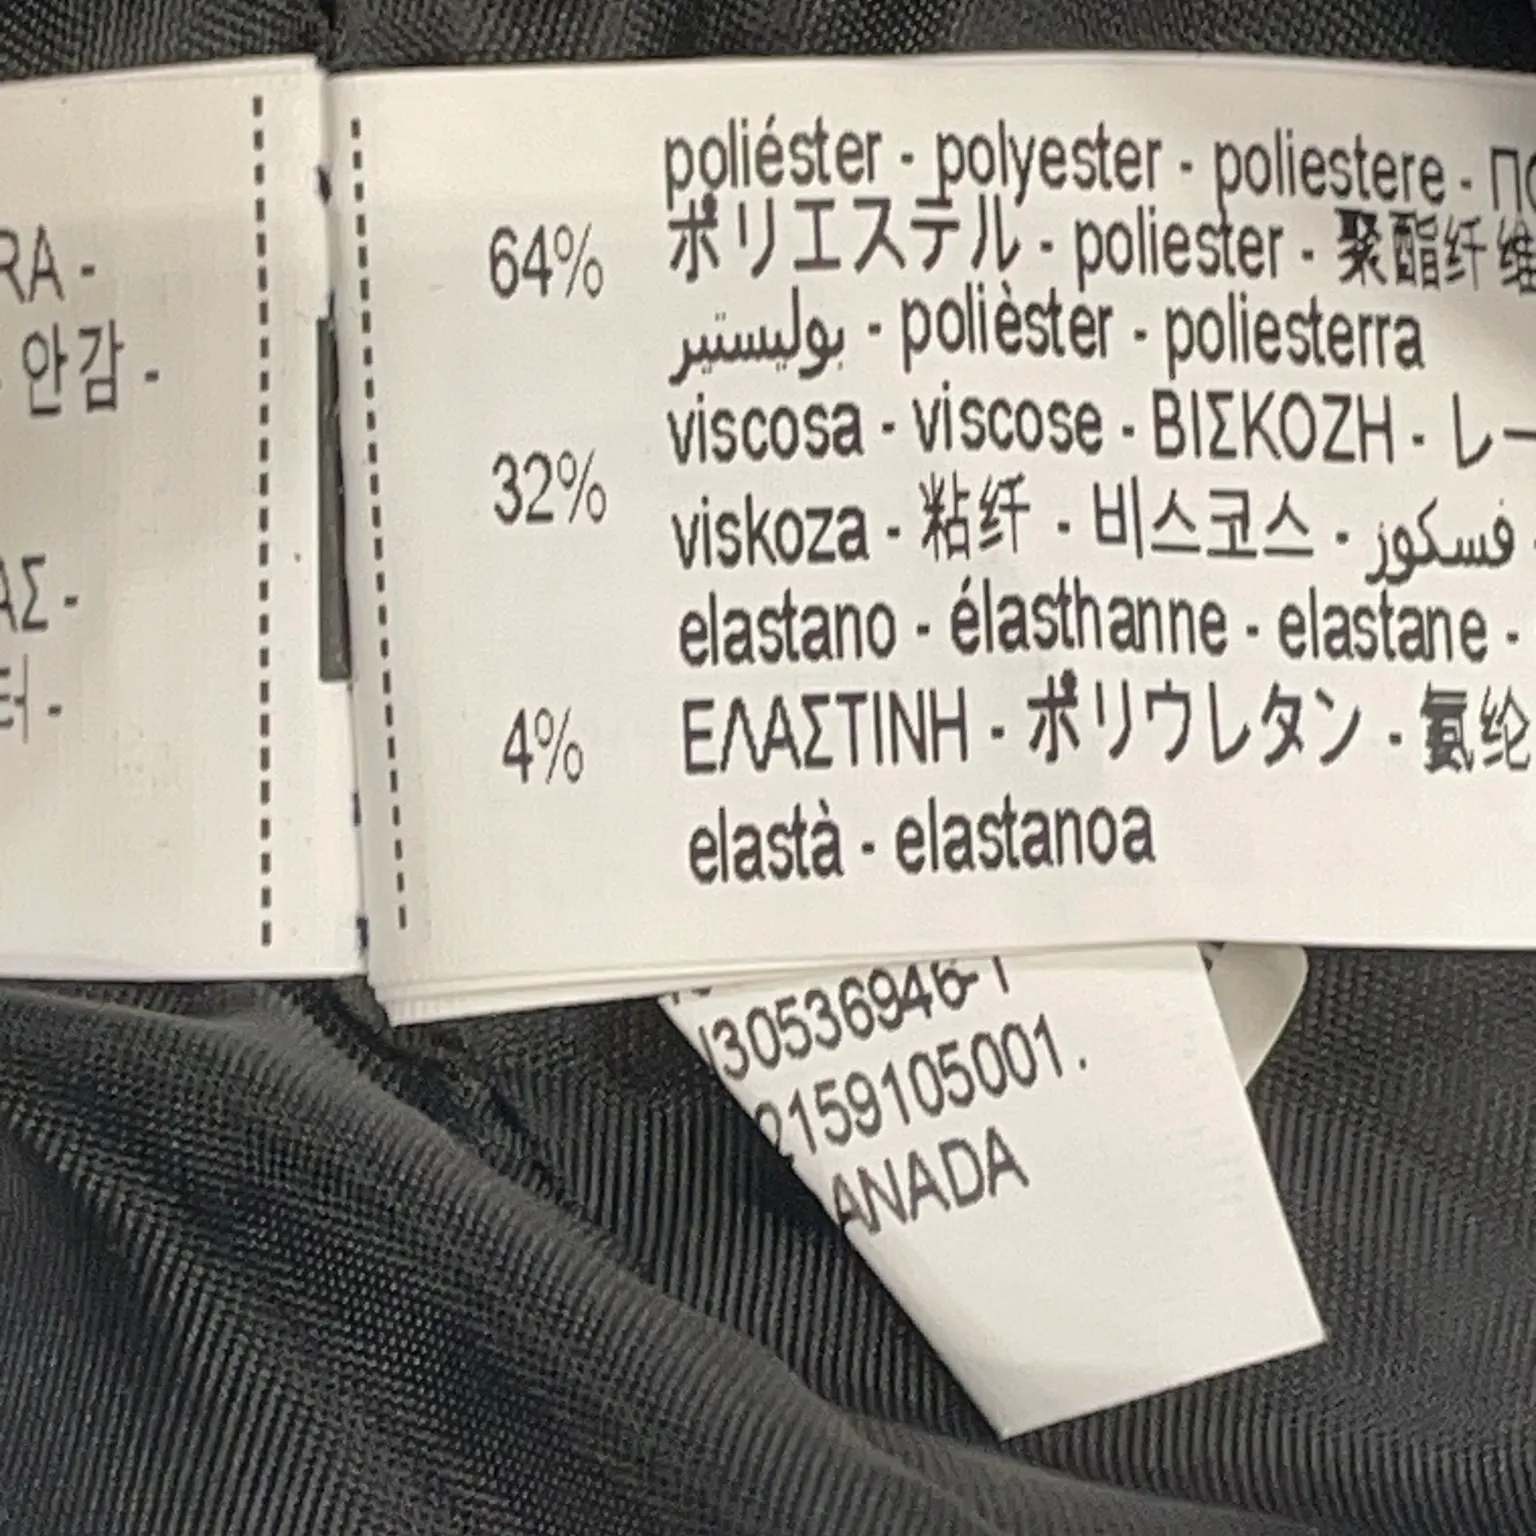 RA -
안감 -
ΑΣ -
터 -
64%
poliéster - polyester - poliestere -
ポリエステル - poliester - 聚酯纤维
بوليستير - polièster - poliesterra
32%
viscosa - viscose - ΒΙΣΚΟΖΗ -
viskoza - 粘纤 - 비스코스 - فسكوز -
4%
elastano - élasthanne - elastane -
ΕΛΑΣΤΙΝΗ - ポリウレタン - 氨纶
elastà - elastanoa
30536946-1
2159105001.
ANADA